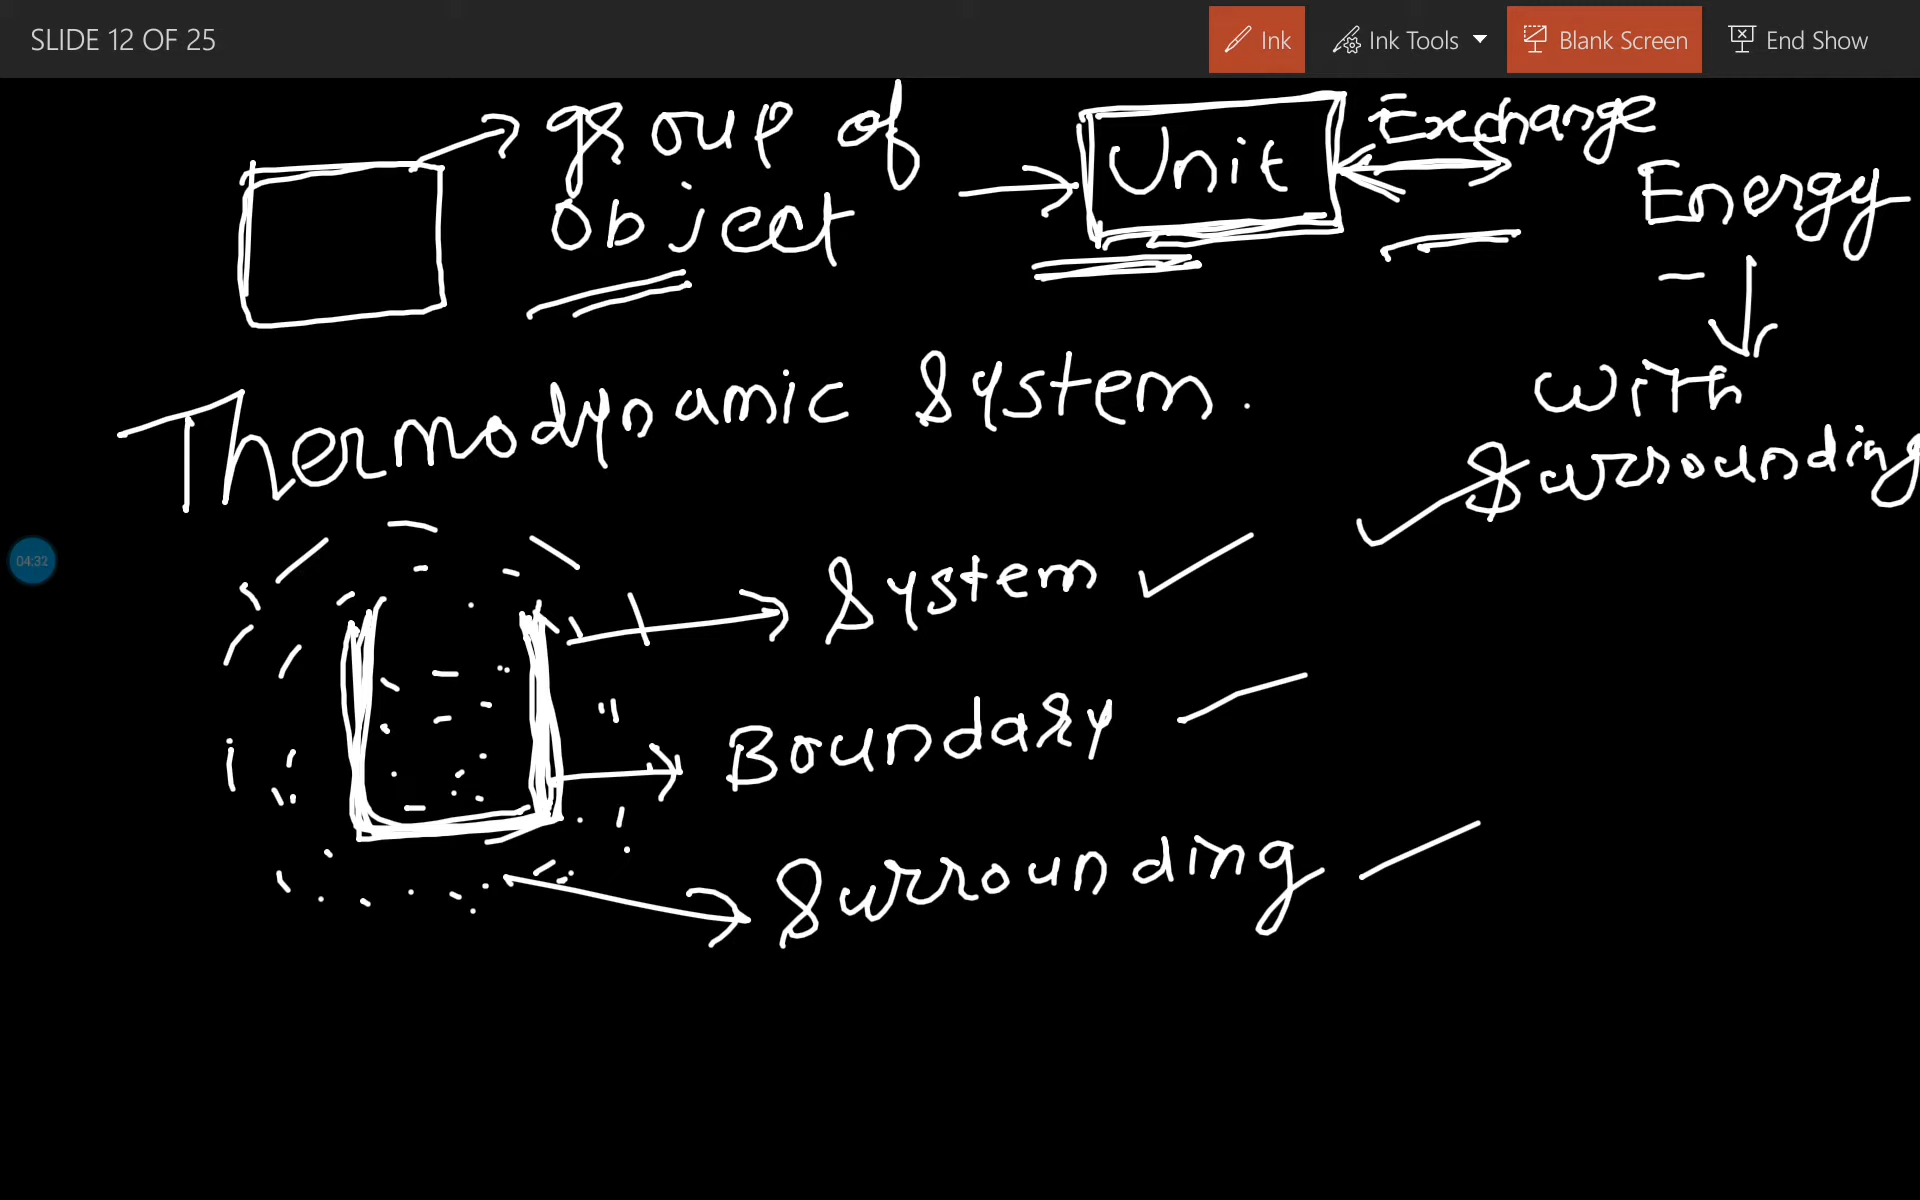 SLIDE 12 OF 25
Ink
Ink Tools
Blank Screen
End Show
group of
object
Unit
Exchange
Energy
with
Surrounding
Thermodynamic System.
04:32
System
Boundary
Surrounding